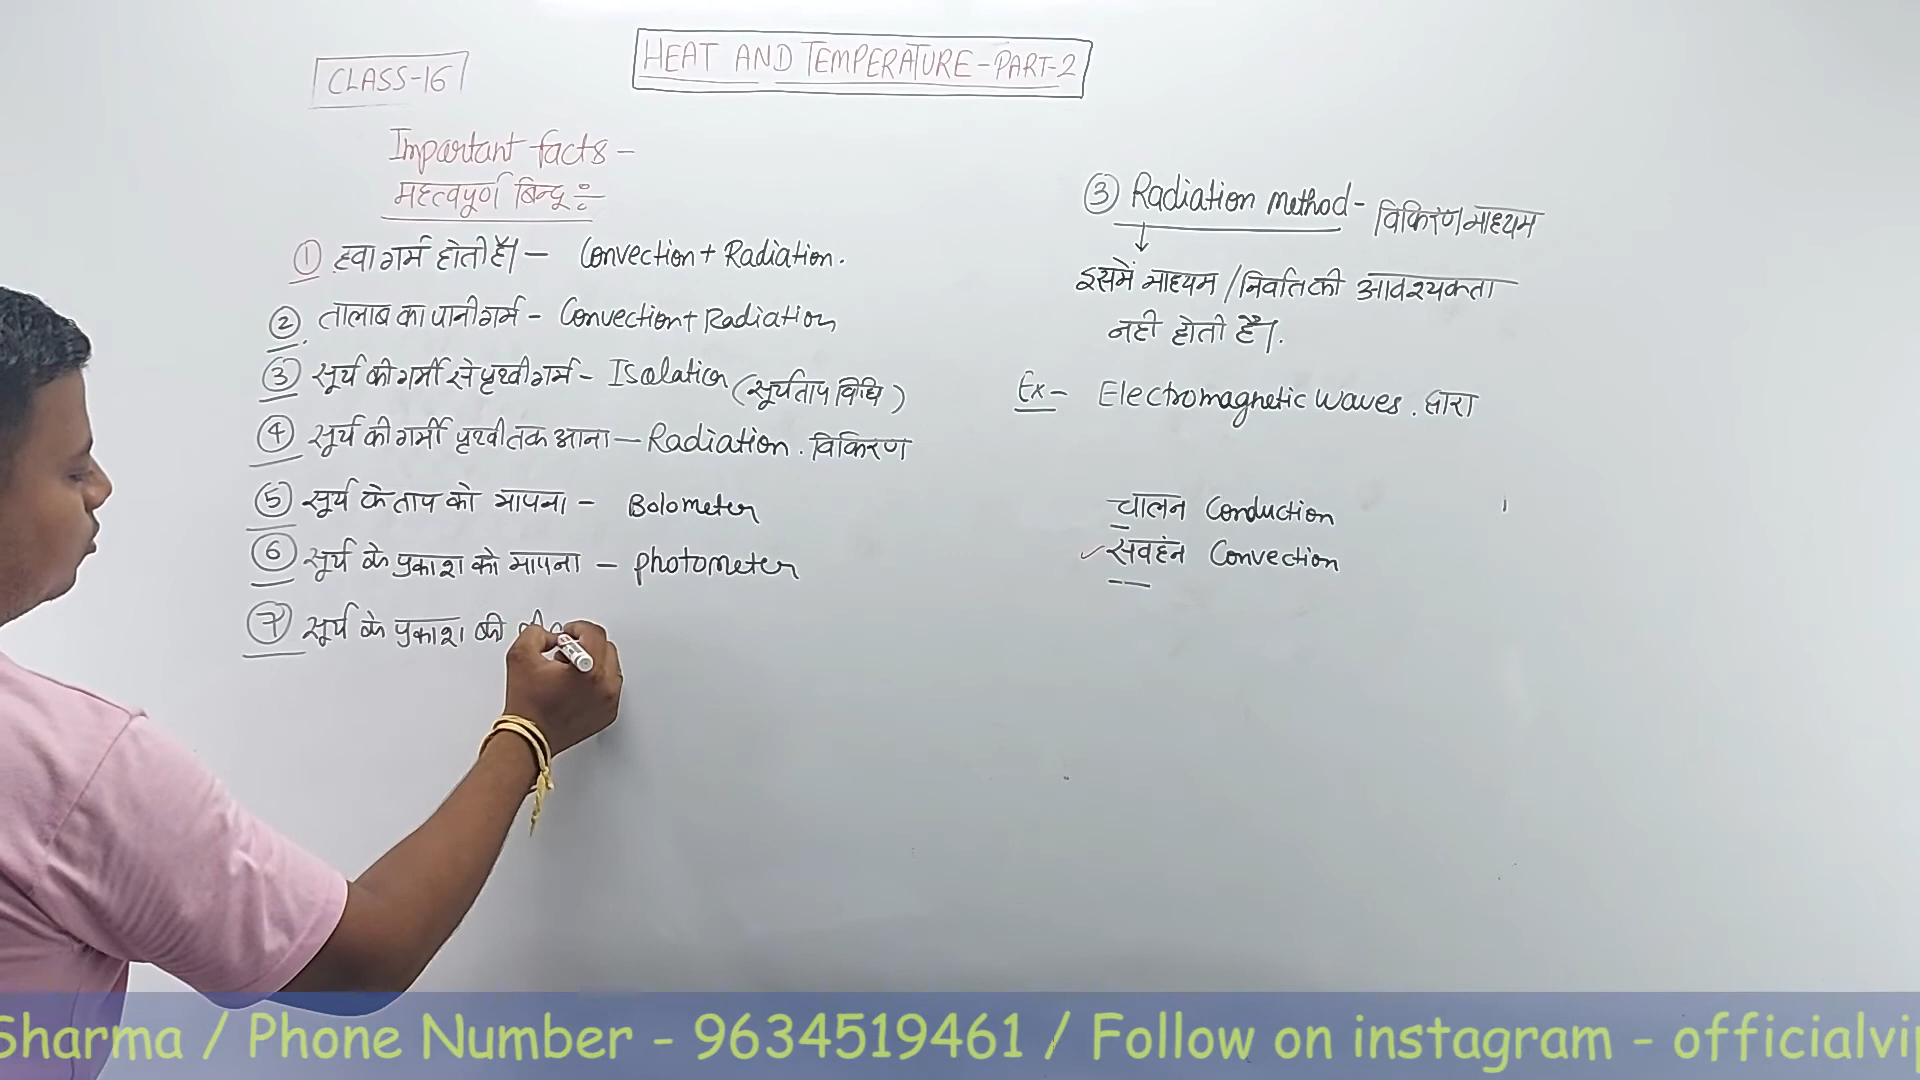 CLASS-16
HEAT AND TEMPERATURE-PART-2
Important facts-
महत्वपूर्ण बिन्दू :-
① हवा गर्म होती है। - Convection + Radiation.
② तालाब का पानी गर्म - Convection + Radiation
③ सूर्य की गर्मी से पृथ्वी गर्म - Isolation (सूर्यताप विधि)
④ सूर्य की गर्मी पृथ्वी तक आना - Radiation. विकिरण
⑤ सूर्य के ताप को मापना - Bolometer
⑥ सूर्य के प्रकाश को मापना - Photometer
⑦ सूर्य के प्रकाश की
③ Radiation method- विकिरण माध्यम
इसमें माध्यम / निर्वात की आवश्यकता
नही होती है।.
Ex- Electromagnetic waves. द्वारा
चालन Conduction
सवहंन Convection
Sharma / Phone Number - 9634519461 / Follow on instagram - officialvi